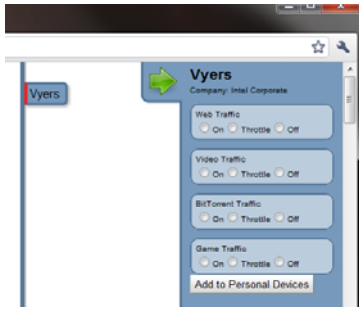 Vyers
Vyers
Company: Intel Corporate
Web Traffic
On Throttle Off
Video Traffic
On Throttle Off
BitTorrent Traffic
On Throttle Off
Game Traffic
On Throttle Off
Add to Personal Devices